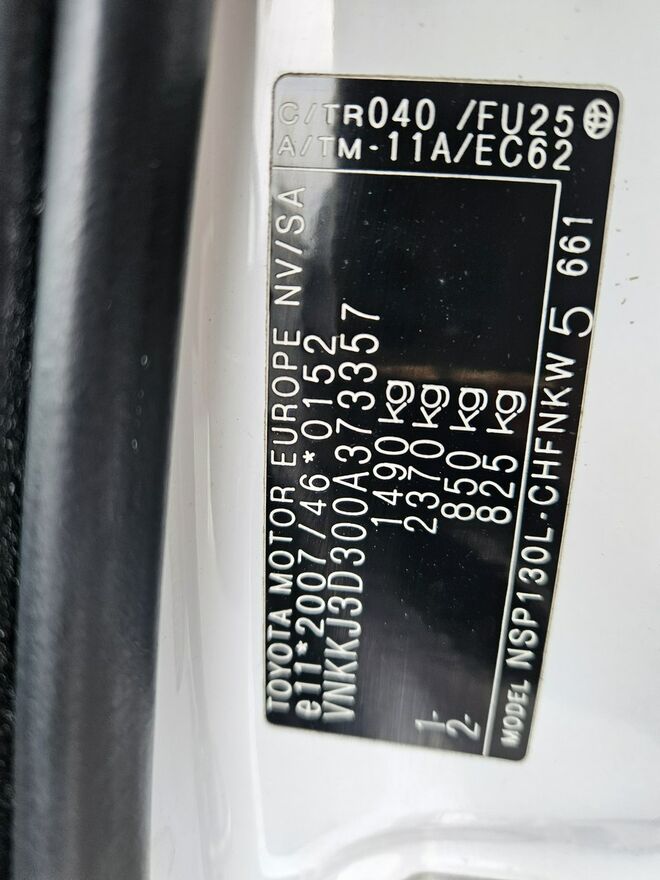 TOYOTA MOTOR EUROPE NV/SA
e11*2007/46*0152
VNKKJ3D300A373357
1490 kg
2370 kg
1- 850 kg
2- 825 kg
MODEL NSP130L-CHFNKW 5 661
C/TR040 /FU25
A/TM-11A/EC62